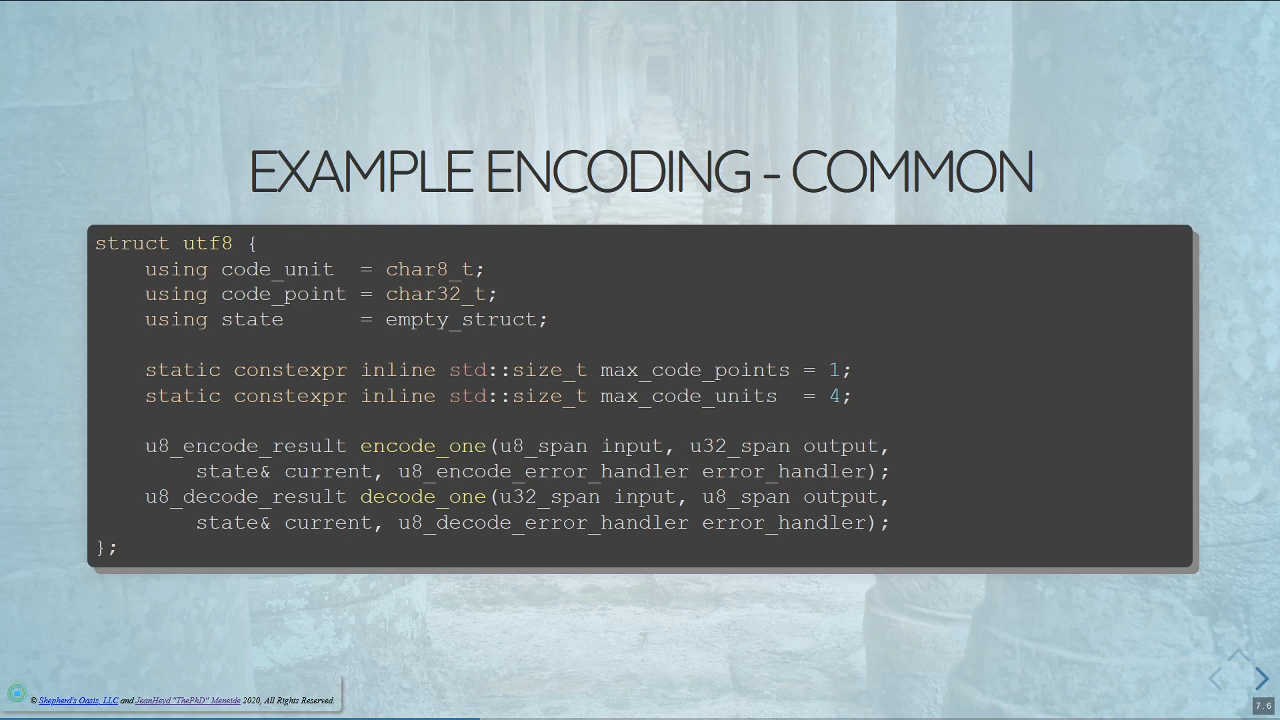 EXAMPLE ENCODING - COMMON
struct utf8 {
    using code_unit  = char8_t;
    using code_point = char32_t;
    using state      = empty_struct;

    static constexpr inline std::size_t max_code_points = 1;
    static constexpr inline std::size_t max_code_units  = 4;

    u8_encode_result encode_one(u8_span input, u32_span output,
        state& current, u8_encode_error_handler error_handler);
    u8_decode_result decode_one(u32_span input, u8_span output,
        state& current, u8_decode_error_handler error_handler);
};
© Shepherd's Oasis, LLC and JeanHeyd "ThePhD" Meneide 2020, All Rights Reserved.
7.6